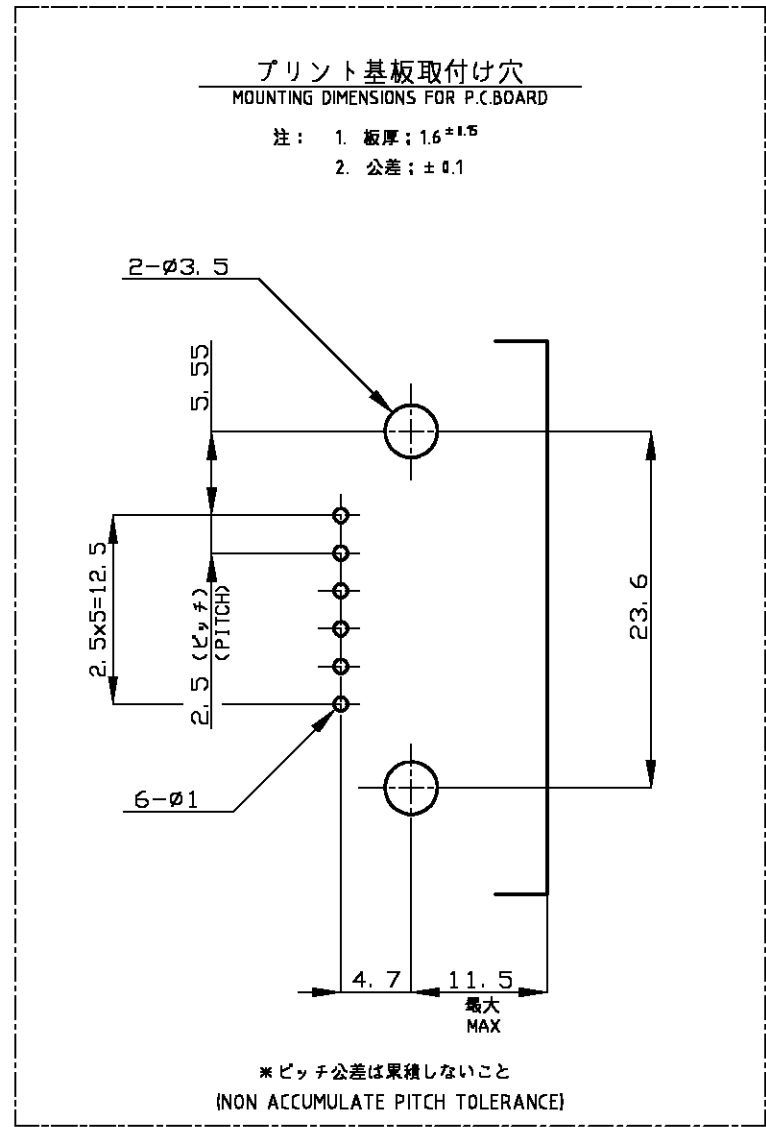 プリント基板取付け穴
MOUNTING DIMENSIONS FOR P.C.BOARD
注： 1. 板厚；1.6±0.15
2. 公差；±0.1
2-Ø3.5
5.55
2.5x5=12.5
2.5 (ピッチ)
(PITCH)
23.6
6-Ø1
4.7
11.5
最大
MAX
※ピッチ公差は累積しないこと
(NON ACCUMULATE PITCH TOLERANCE)